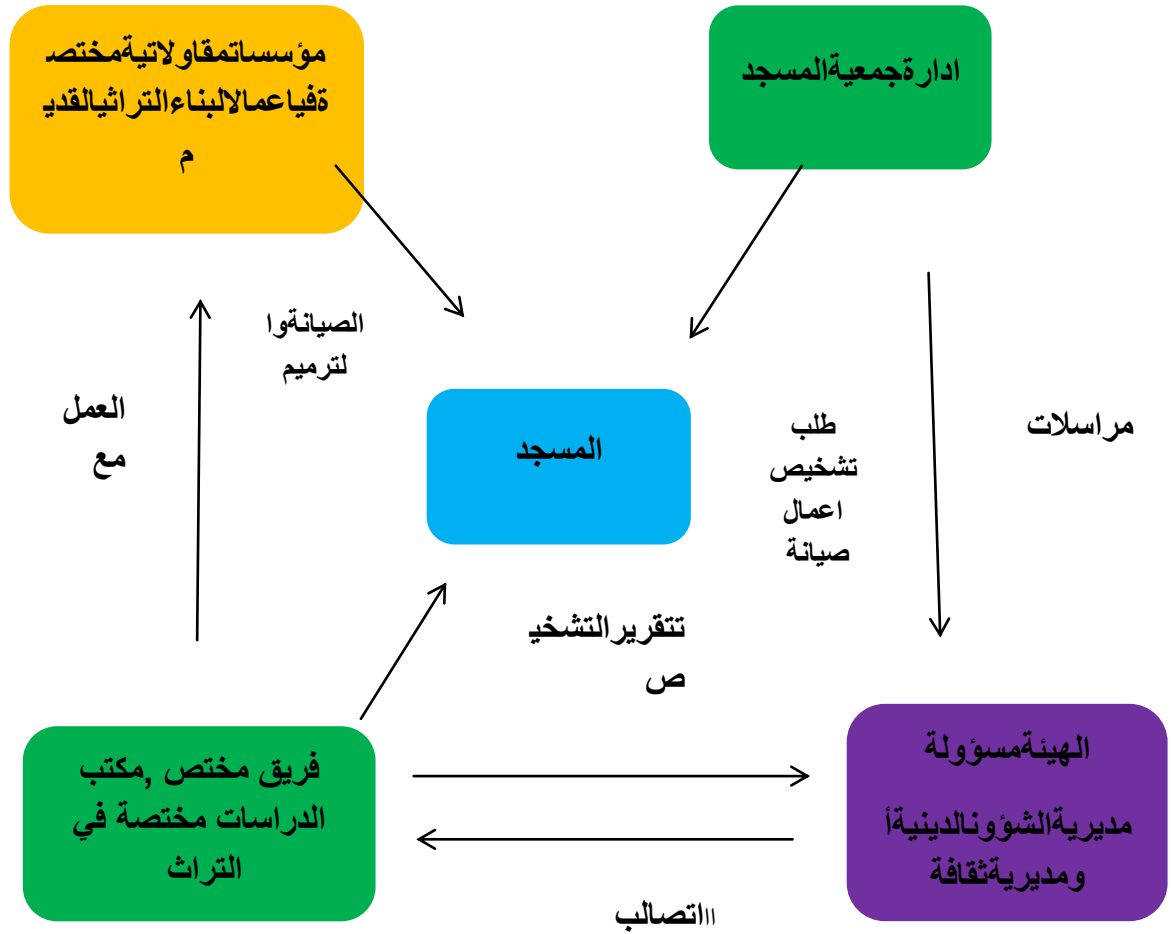 ادارةجمعيةالمسجد
مؤسساتمقاولاتيةمختص
ةفياعمالالبناءالتراثيالقدي
م
الصيانةوا
لترميم
العمل
مع
المسجد
طلب
تشخيص
اعمال
صيانة
مراسلات
تتقريرالتشخي
ص
الهيئةمسؤولة
مديريةالشؤونالدينيةأ
ومديريةثقافة
فريق مختص ,مكتب
الدراسات مختصة في
التراث
ااتصالب